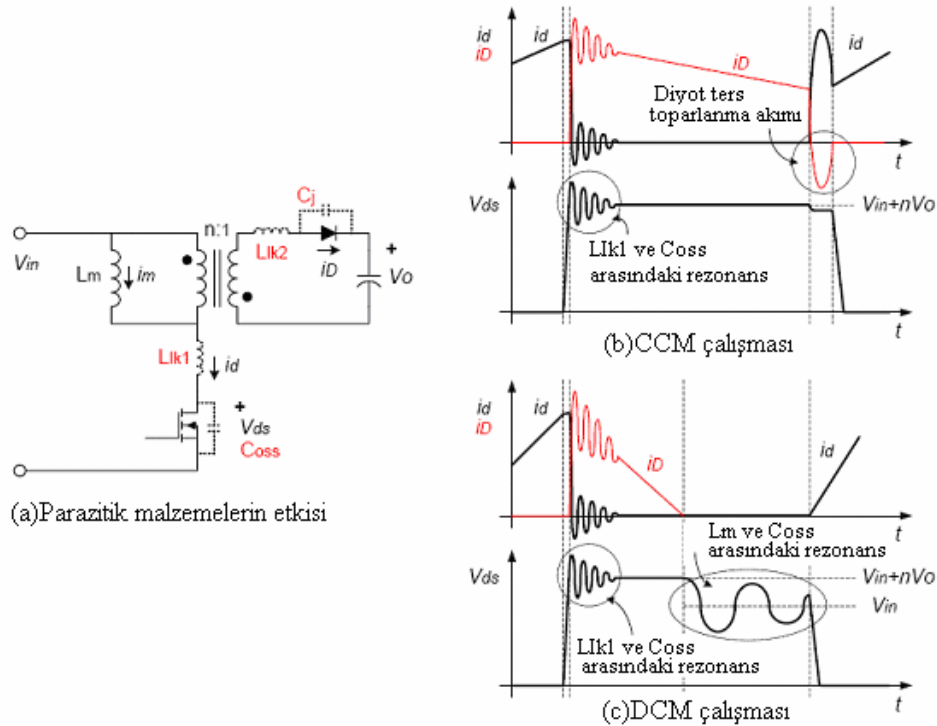 Vin
Lm
im
n:1
Llk2
Cj
iD
+
Vo
Llk1
id
+
Vds
Coss
(a)Parazitik malzemelerin etkisi
id
iD
id
iD
id
Diyot ters
toparlanma akımı
t
Vds
Vin+nVo
LIk1 ve Coss
arasındaki rezonans
t
(b)CCM çalışması
id
iD
id
iD
id
t
Lm ve Coss
arasındaki rezonans
Vds
Vin+nVo
Vin
LIk1 ve Coss
arasındaki rezonans
t
(c)DCM çalışması